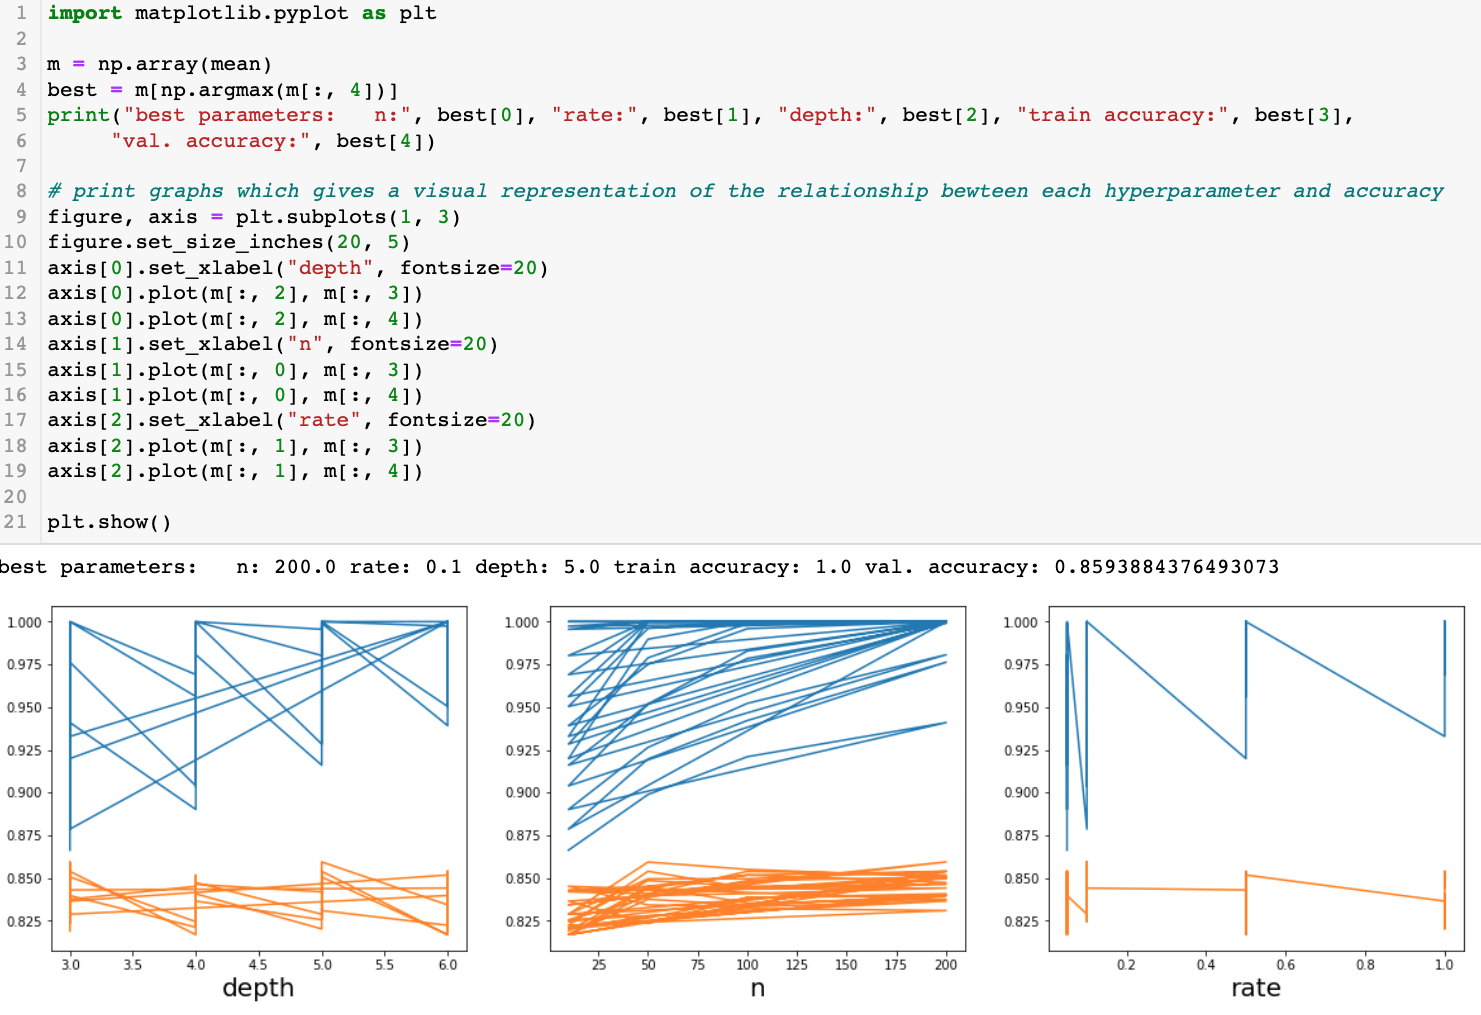 1 import matplotlib.pyplot as plt
2
3 m = np.array(mean)
4 best = m[np.argmax(m[:, 4])]
5 print("best parameters:   n:", best[0], "rate:", best[1], "depth:", best[2], "train accuracy:", best[3],
6      "val. accuracy:", best[4])
7
8 # print graphs which gives a visual representation of the relationship bewteen each hyperparameter and accuracy
9 figure, axis = plt.subplots(1, 3)
10 figure.set_size_inches(20, 5)
11 axis[0].set_xlabel("depth", fontsize=20)
12 axis[0].plot(m[:, 2], m[:, 3])
13 axis[0].plot(m[:, 2], m[:, 4])
14 axis[1].set_xlabel("n", fontsize=20)
15 axis[1].plot(m[:, 0], m[:, 3])
16 axis[1].plot(m[:, 0], m[:, 4])
17 axis[2].set_xlabel("rate", fontsize=20)
18 axis[2].plot(m[:, 1], m[:, 3])
19 axis[2].plot(m[:, 1], m[:, 4])
20
21 plt.show()
best parameters:   n: 200.0 rate: 0.1 depth: 5.0 train accuracy: 1.0 val. accuracy: 0.8593884376493073
1.000
0.975
0.950
0.925
0.900
0.875
0.850
0.825
3.0 3.5 4.0 4.5 5.0 5.5 6.0
depth
1.000
0.975
0.950
0.925
0.900
0.875
0.850
0.825
25 50 75 100 125 150 175 200
n
1.000
0.975
0.950
0.925
0.900
0.875
0.850
0.825
0.2 0.4 0.6 0.8 1.0
rate